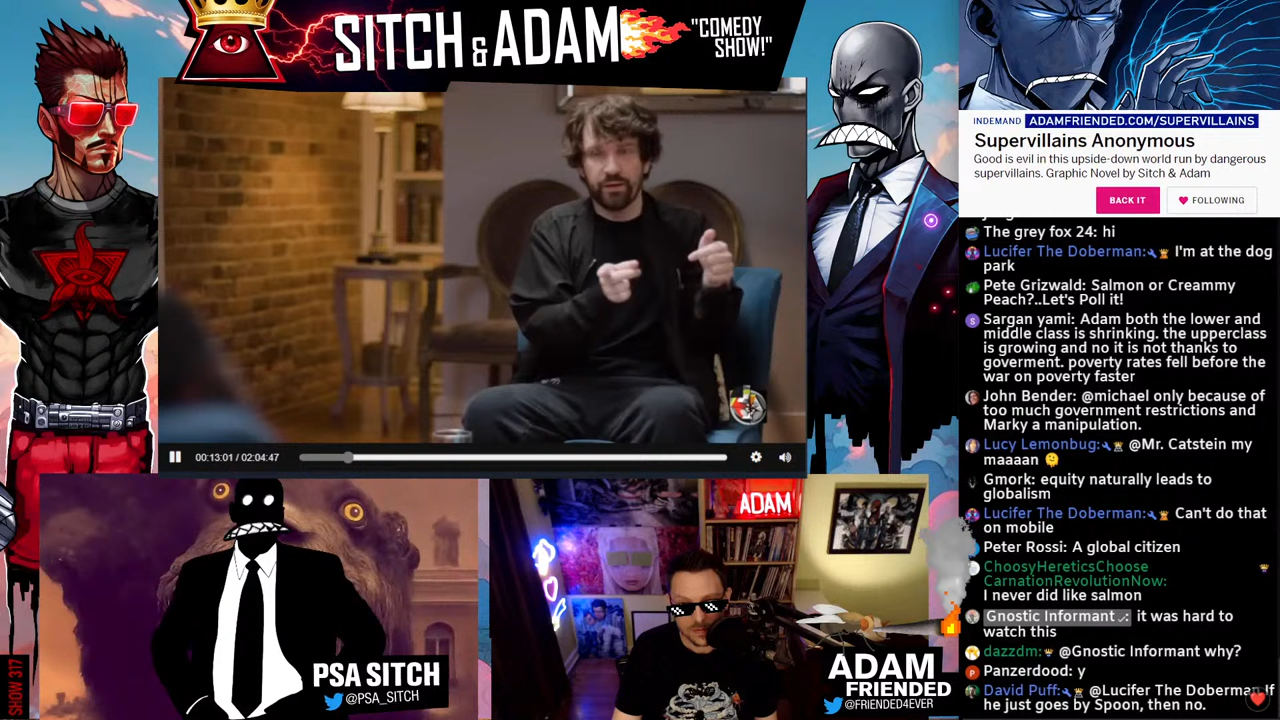 SITCH & ADAM
"COMEDY
SHOW!"
INDEMAND ADAMFRIENDED.COM/SUPERVILLAINS
Supervillains Anonymous
Good is evil in this upside-down world run by dangerous
supervillains. Graphic Novel by Sitch & Adam
BACK IT
FOLLOWING
The grey fox 24: hi
Lucifer The Doberman: I'm at the dog
park
Pete Grizwald: Salmon or Creammy
Peach?..Let's Poll it!
S Sargan yami: Adam both the lower and
middle class is shrinking. the upperclass
is growing and no it is not thanks to
goverment. poverty rates fell before the
war on poverty faster
John Bender: @michael only because of
too much government restrictions and
Marky a manipulation.
Lucy Lemonbug: @Mr. Catstein my
maaaan 🫠
Gmork: equity naturally leads to
globalism
Lucifer The Doberman: Can't do that
on mobile
Peter Rossi: A global citizen
ChoosyHereticsChoose
CarnationRevolutionNow:
I never did like salmon
Gnostic Informant ✓: it was hard to
watch this
dazzdm: @Gnostic Informant why?
P Panzerdood: y
David Puff: @Lucifer The Doberman If
he just goes by Spoon, then no.
00:13:01 / 02:04:47
SHOW 317
PSA SITCH
@PSA_SITCH
ADAM
ADAM
FRIENDED
@FRIENDED4EVER